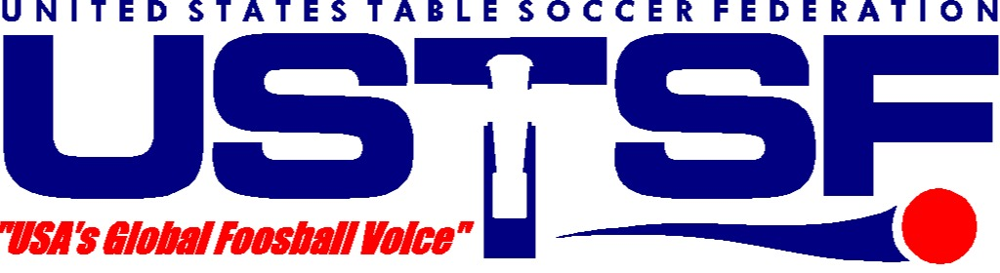 UNITED STATES TABLE SOCCER FEDERATION
USTSF
"USA's Global Foosball Voice"